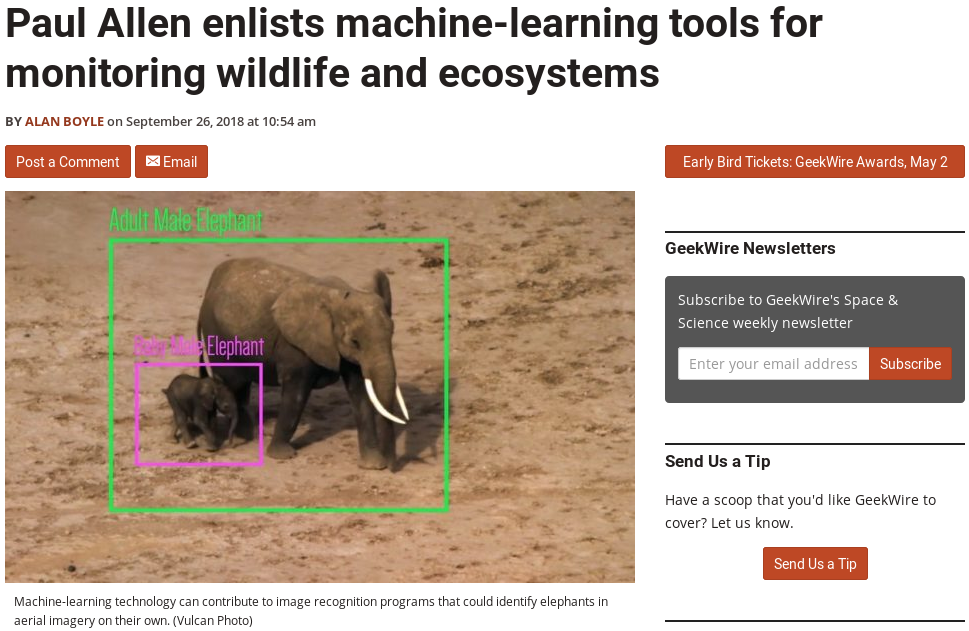 Paul Allen enlists machine-learning tools for
monitoring wildlife and ecosystems
BY ALAN BOYLE on September 26, 2018 at 10:54 am
Post a Comment
Email
Early Bird Tickets: GeekWire Awards, May 2
Adult Male Elephant
Baby Male Elephant
Machine-learning technology can contribute to image recognition programs that could identify elephants in
aerial imagery on their own. (Vulcan Photo)
GeekWire Newsletters
Subscribe to GeekWire's Space &
Science weekly newsletter
Enter your email address
Subscribe
Send Us a Tip
Have a scoop that you'd like GeekWire to
cover? Let us know.
Send Us a Tip